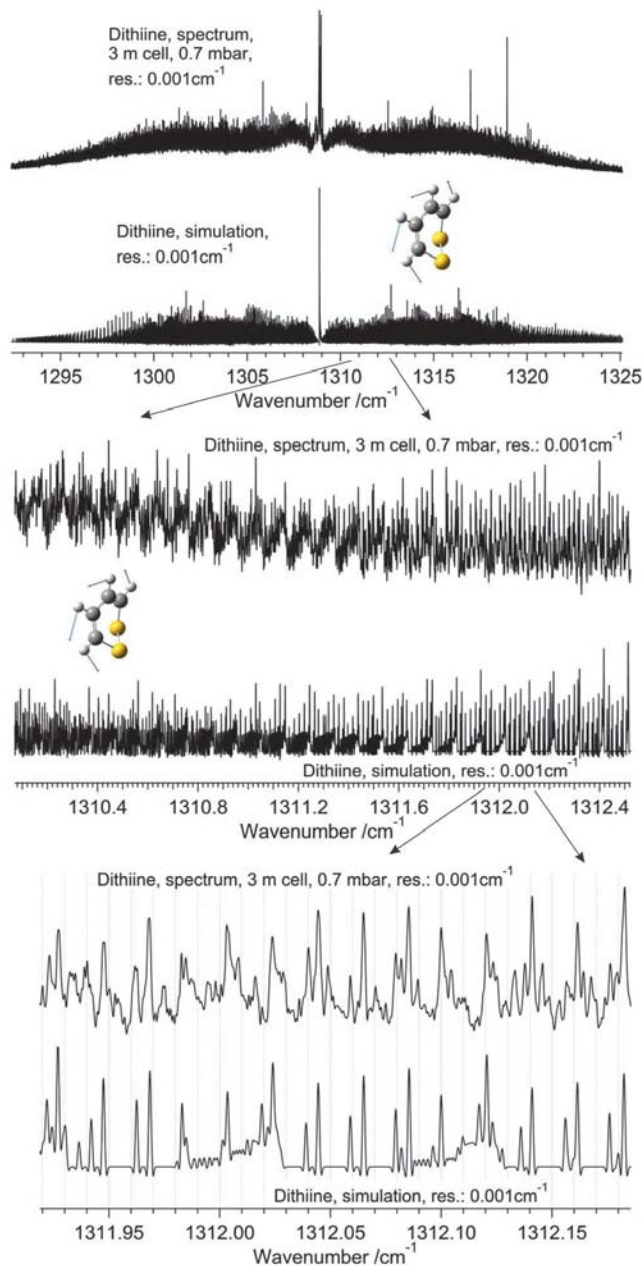 Dithiine, spectrum,
3 m cell, 0.7 mbar,
res.: 0.001cm⁻¹
Dithiine, simulation,
res.: 0.001cm⁻¹
1295 1300 1305 1310 1315 1320 1325
Wavenumber /cm⁻¹
Dithiine, spectrum, 3 m cell, 0.7 mbar, res.: 0.001cm⁻¹
Dithiine, simulation, res.: 0.001cm⁻¹
1310.4 1310.8 1311.2 1311.6 1312.0 1312.4
Wavenumber /cm⁻¹
Dithiine, spectrum, 3 m cell, 0.7 mbar, res.: 0.001cm⁻¹
Dithiine, simulation, res.: 0.001cm⁻¹
1311.95 1312.00 1312.05 1312.10 1312.15
Wavenumber /cm⁻¹